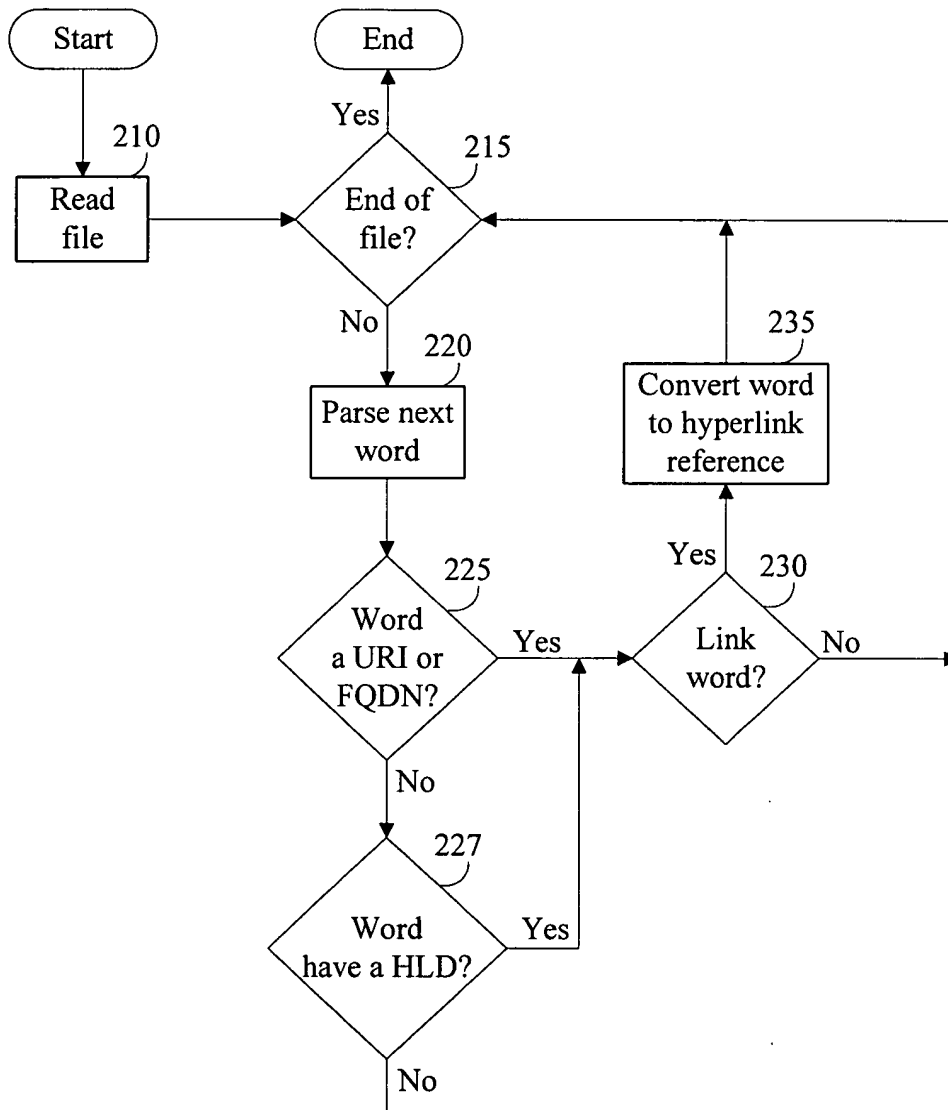 Start
End
Yes
210
215
Read
file
End of
file?
No
220
235
Parse next
word
Convert word
to hyperlink
reference
Yes
225
230
Word
a URI or
FQDN?
Yes
Link
word?
No
No
227
Word
have a HLD?
Yes
No